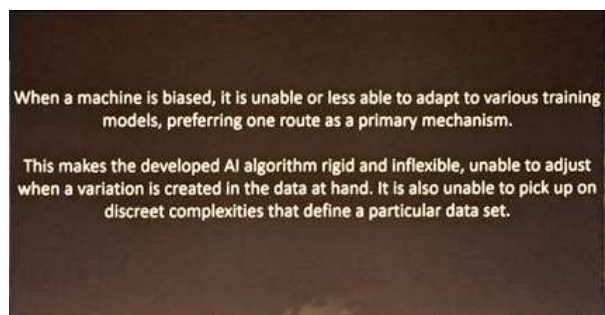 When a machine is biased, it is unable or less able to adapt to various training
models, preferring one route as a primary mechanism.
This makes the developed AI algorithm rigid and inflexible, unable to adjust
when a variation is created in the data at hand. It is also unable to pick up on
discreet complexities that define a particular data set.